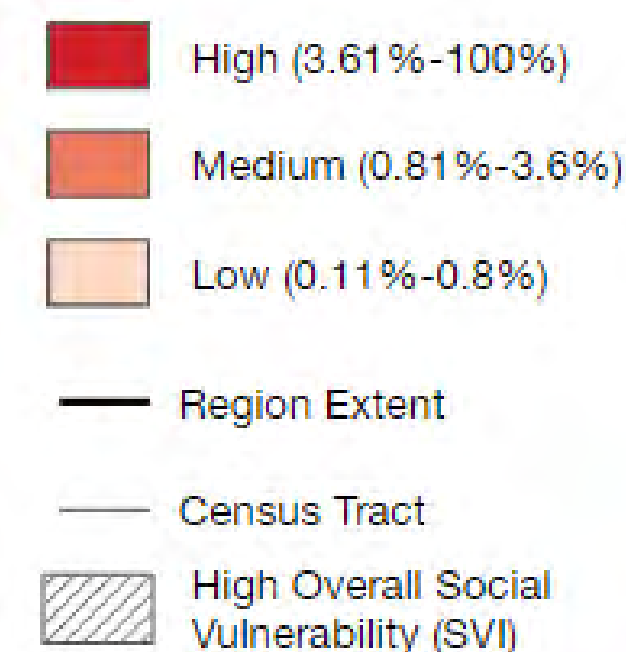 High (3.61%-100%)
Medium (0.81%-3.6%)
Low (0.11%-0.8%)
Region Extent
Census Tract
High Overall Social
Vulnerability (SVI)